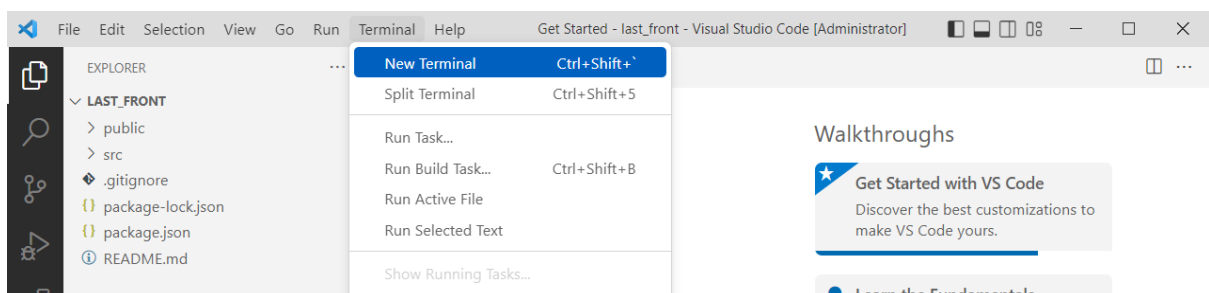 File Edit Selection View Go Run Terminal Help Get Started - last_front - Visual Studio Code [Administrator]
EXPLORER ...
LAST_FRONT
public
src
.gitignore
{} package-lock.json
{} package.json
README.md
New Terminal Ctrl+Shift+`
Split Terminal Ctrl+Shift+5
Run Task...
Run Build Task... Ctrl+Shift+B
Run Active File
Run Selected Text
Show Running Tasks...
Walkthroughs
Get Started with VS Code
Discover the best customizations to
make VS Code yours.
Learn the Fundamentals